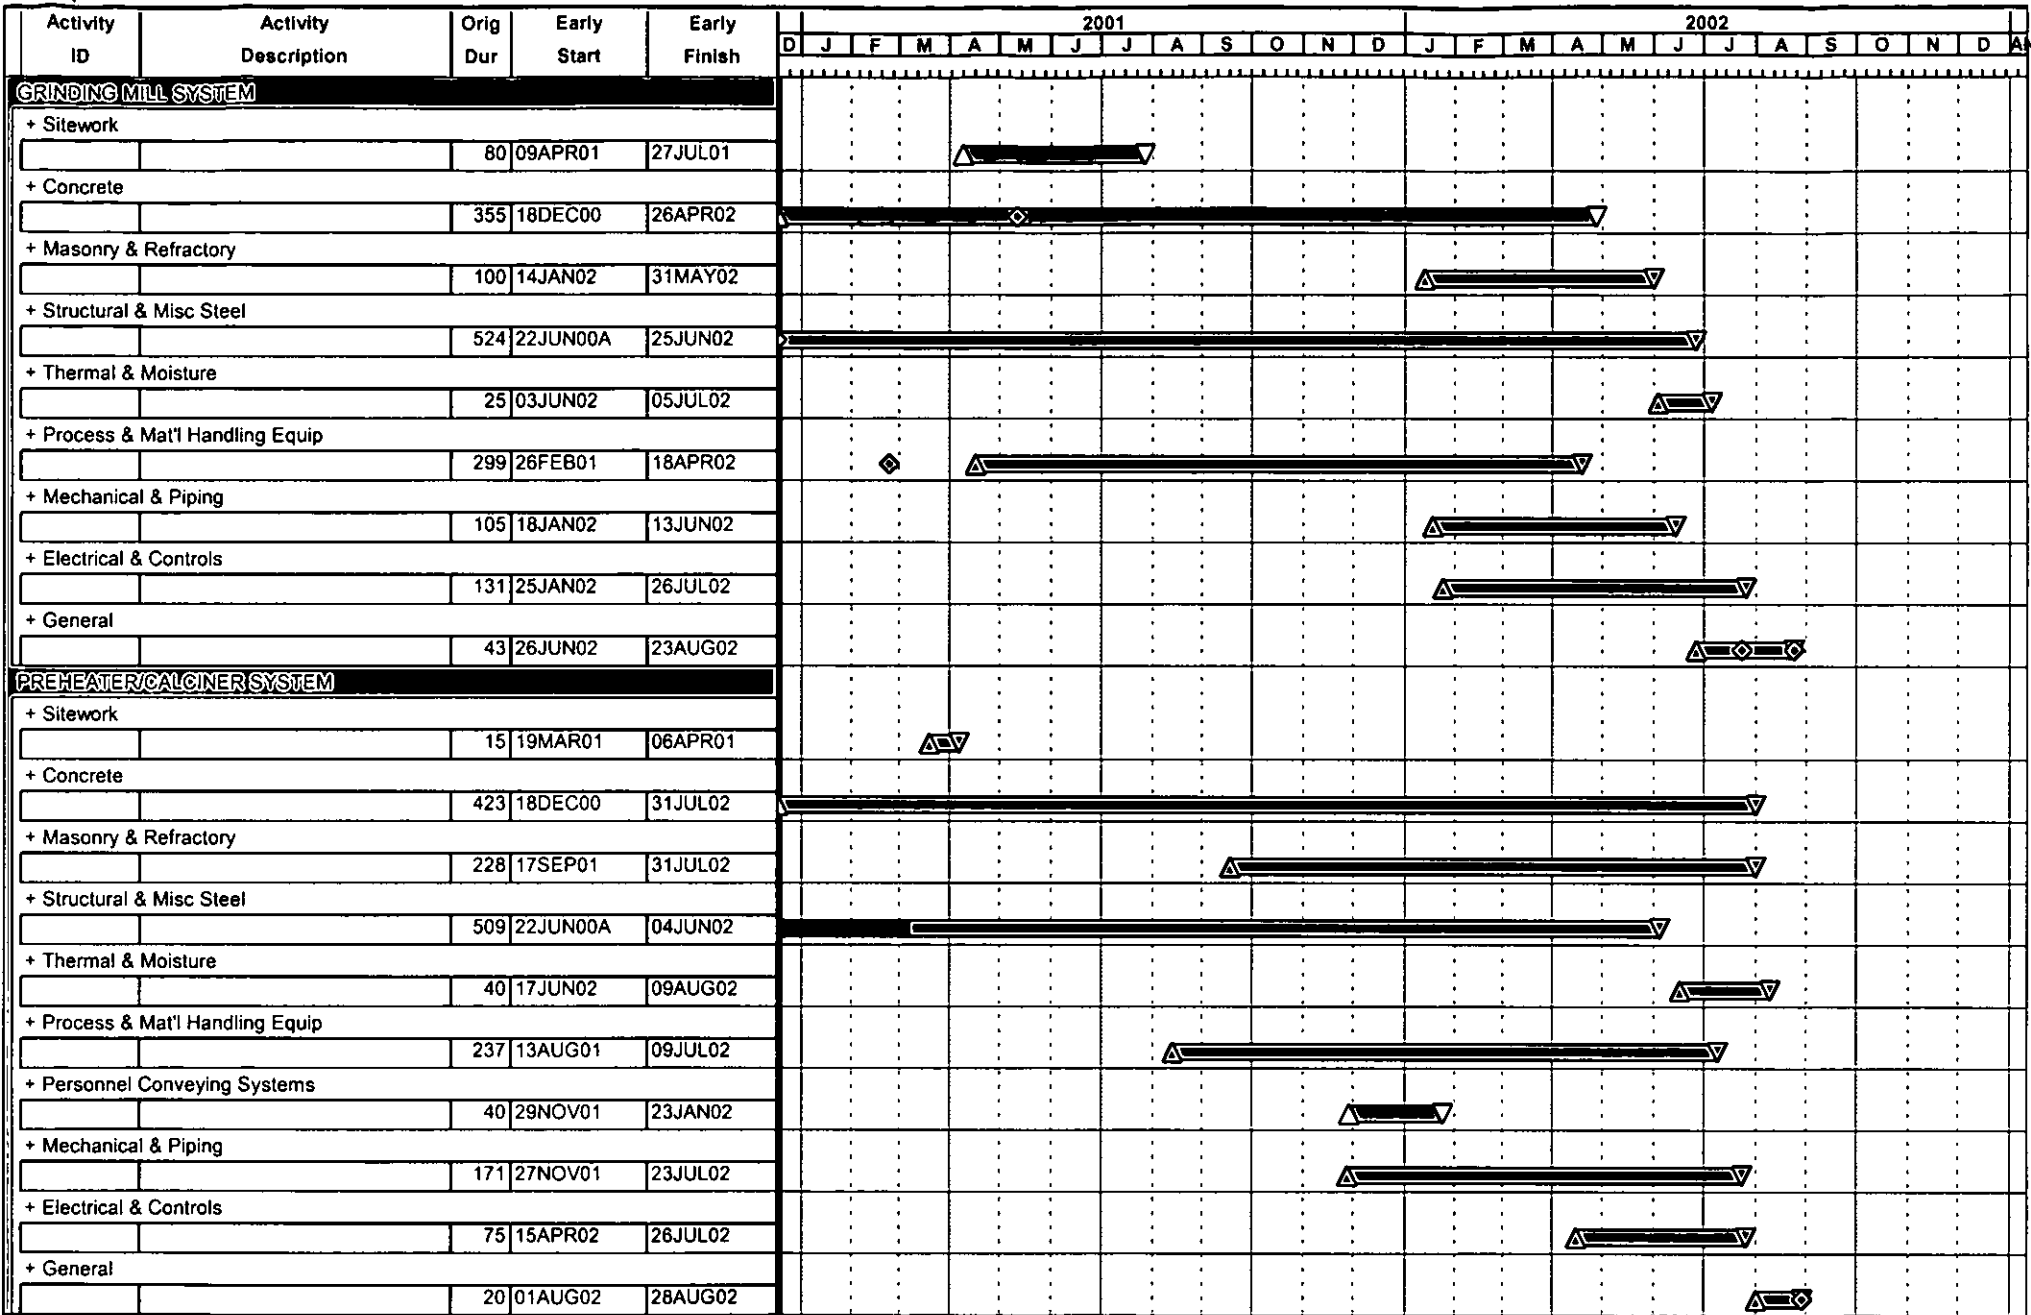 Activity ID Activity Description Orig Dur Early Start Early Finish
2001 2002
D J F M A M J J A S O N D J F M A M J J A S O N D
GRINDING MILL SYSTEM
+ Sitework
80 09APR01 27JUL01
+ Concrete
355 18DEC00 26APR02
+ Masonry & Refractory
100 14JAN02 31MAY02
+ Structural & Misc Steel
524 22JUN00A 25JUN02
+ Thermal & Moisture
25 03JUN02 05JUL02
+ Process & Mat'l Handling Equip
299 26FEB01 18APR02
+ Mechanical & Piping
105 18JAN02 13JUN02
+ Electrical & Controls
131 25JAN02 26JUL02
+ General
43 26JUN02 23AUG02
PREHEATER/CALCINER SYSTEM
+ Sitework
15 19MAR01 06APR01
+ Concrete
423 18DEC00 31JUL02
+ Masonry & Refractory
228 17SEP01 31JUL02
+ Structural & Misc Steel
509 22JUN00A 04JUN02
+ Thermal & Moisture
40 17JUN02 09AUG02
+ Process & Mat'l Handling Equip
237 13AUG01 09JUL02
+ Personnel Conveying Systems
40 29NOV01 23JAN02
+ Mechanical & Piping
171 27NOV01 23JUL02
+ Electrical & Controls
75 15APR02 26JUL02
+ General
20 01AUG02 28AUG02